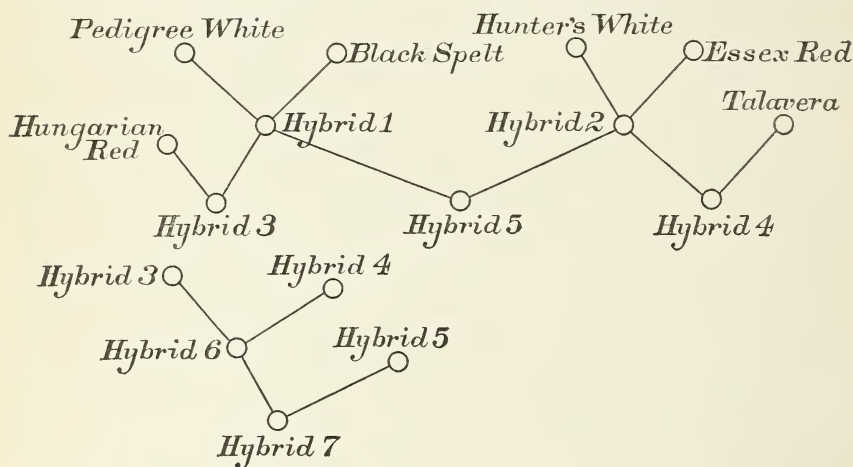 Pedigree White
Black Spelt
Hunter's White
Essex Red
Talavera
Hungarian
Red
Hybrid 1
Hybrid 2
Hybrid 3
Hybrid 5
Hybrid 4
Hybrid 3
Hybrid 4
Hybrid 6
Hybrid 5
Hybrid 7